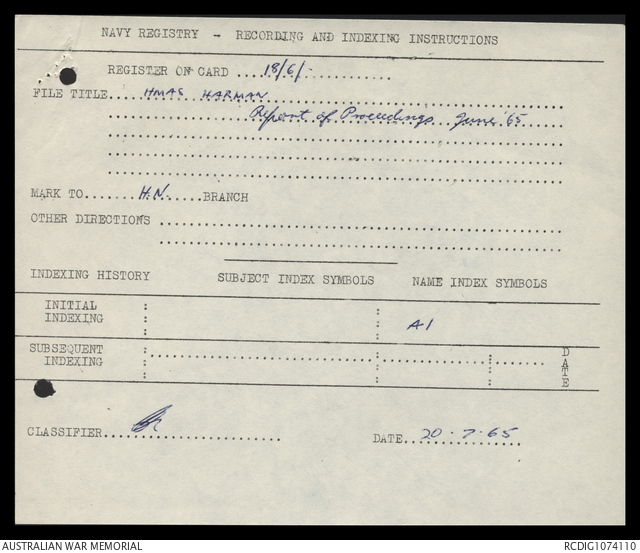 NAVY REGISTRY - RECORDING AND INDEXING INSTRUCTIONS
REGISTER ON CARD ...18/6/-............
FILE TITLE....HMAS HARMAN
Report of Proceedings June '65
MARK TO.......H.N......BRANCH
OTHER DIRECTIONS
INDEXING HISTORY SUBJECT INDEX SYMBOLS NAME INDEX SYMBOLS
INITIAL INDEXING : : A1
SUBSEQUENT INDEXING : : : DATE
CLASSIFIER
DATE...20.7.65
AUSTRALIAN WAR MEMORIAL RCDIG1074110